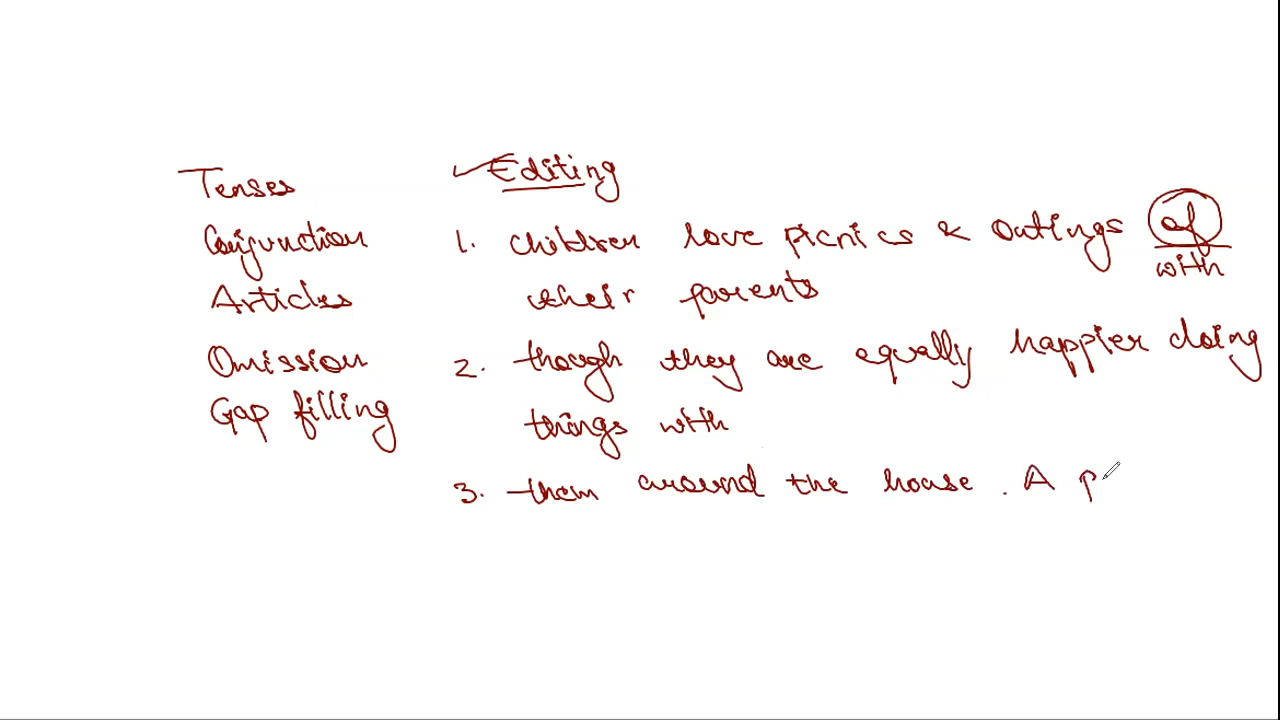 Tenses
Conjunction
Articles
Omission
Gap filling
✓ Editing
1. children love picnics & outings of
with
their parents
2. though they are equally happier doing
things with
3. them around the house. A p